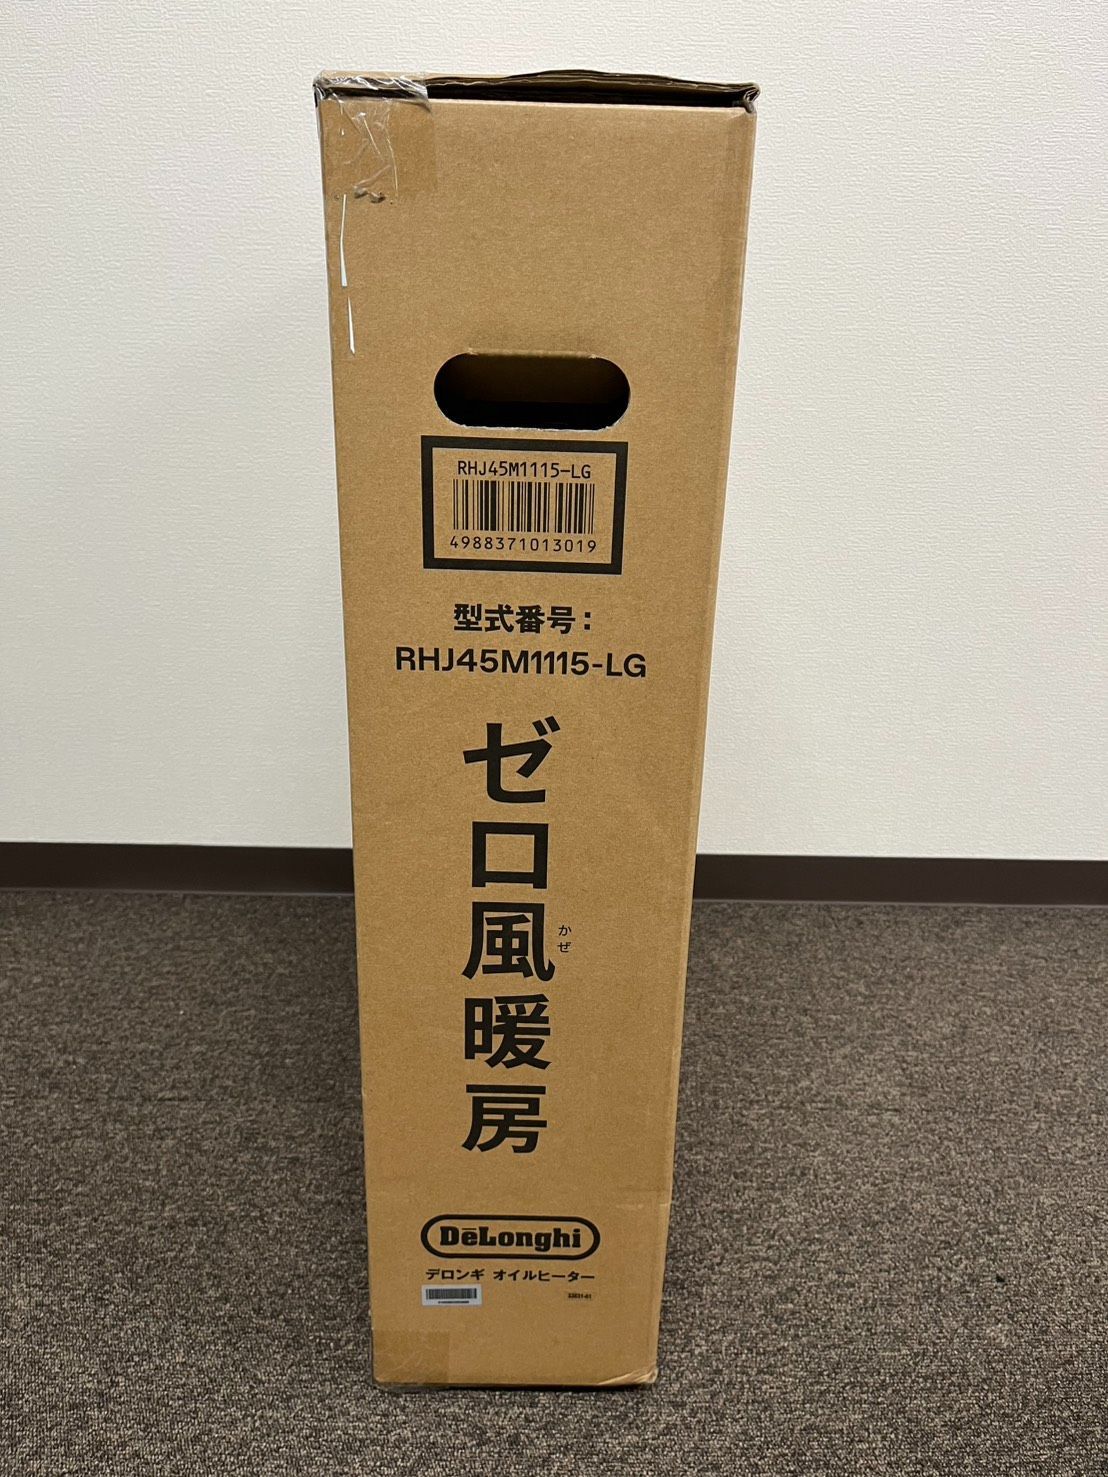 RHJ45M1115-LG
4988371013019
型式番号：
RHJ45M1115-LG
ゼロ風暖房
かぜ
DeLonghi
デロンギ オイルヒーター